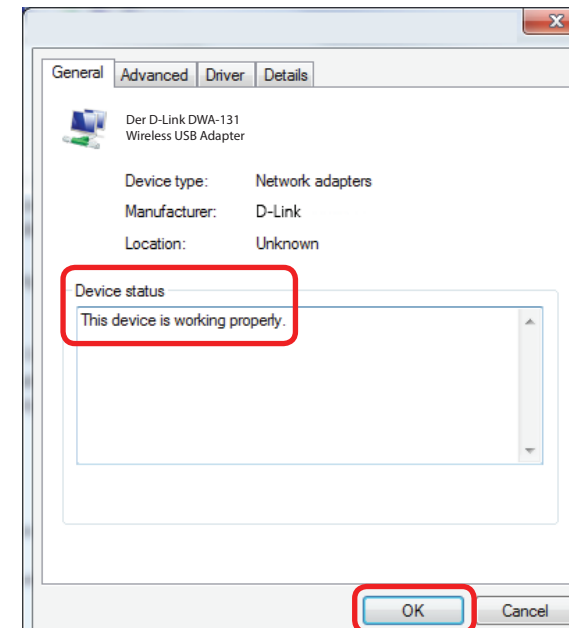 General Advanced Driver Details
Der D-Link DWA-131
Wireless USB Adapter
Device type: Network adapters
Manufacturer: D-Link
Location: Unknown
Device status
This device is working properly.
OK Cancel